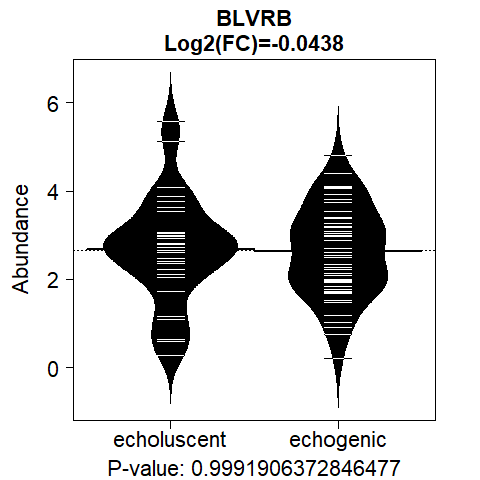 BLVRB
Log2(FC)=-0.0438
Abundance
6
4
2
0
echoluscent echogenic
P-value: 0.9991906372846477